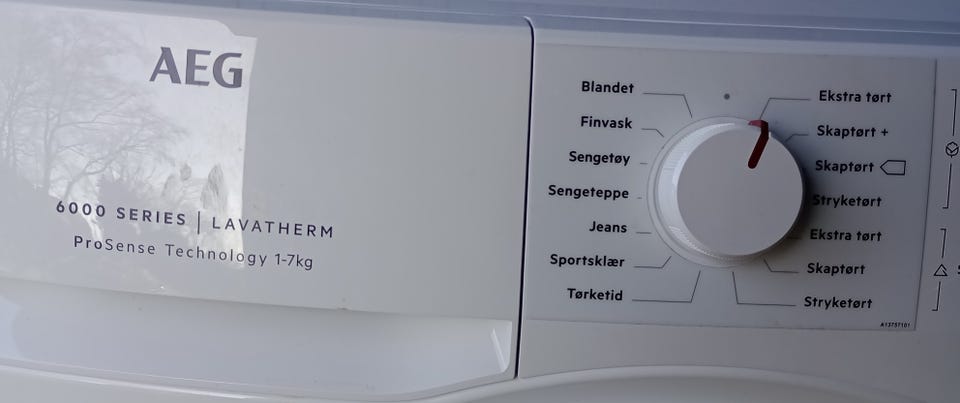 AEG
6000 SERIES | LAVATHERM
ProSense Technology 1-7kg
Blandet
Finvask
Sengetøy
Sengeteppe
Jeans
Sportsklær
Tørketid
Ekstra tørt
Skaptørt +
Skaptørt
Stryketørt
Ekstra tørt
Skaptørt
Stryketørt
A13757101